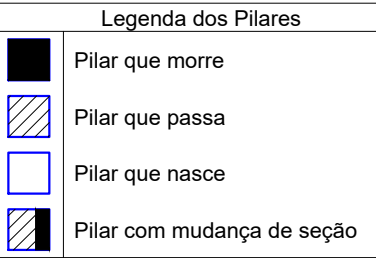 Legenda dos Pilares
Pilar que morre
Pilar que passa
Pilar que nasce
Pilar com mudança de seção